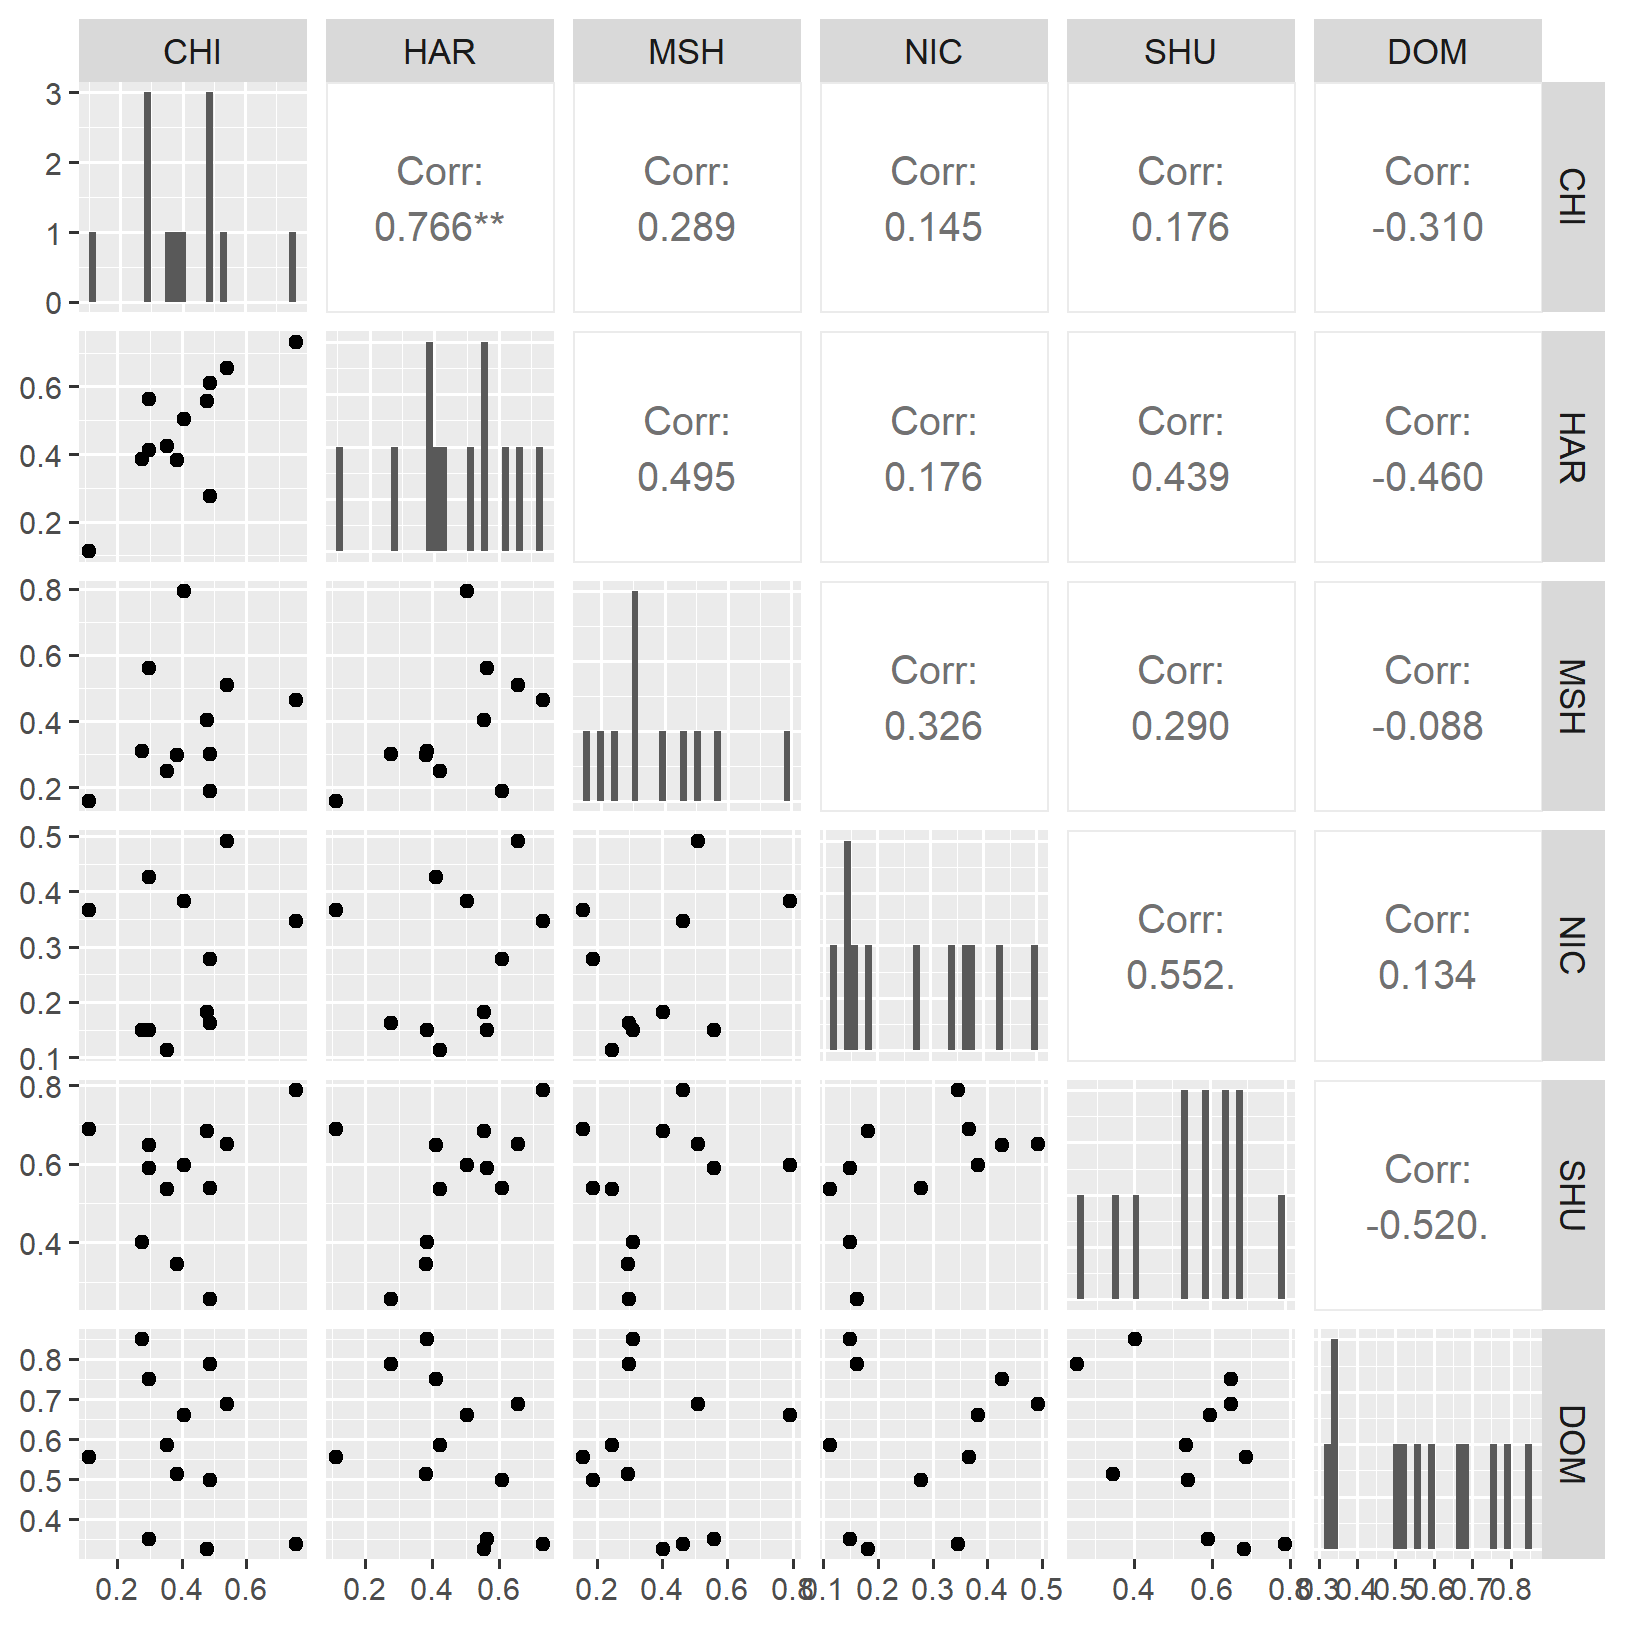 CHI HAR MSH NIC SHU DOM
3
2
1
0
Corr:
0.766**
Corr:
0.289
Corr:
0.145
Corr:
0.176
Corr:
-0.310
CHI
0.6
0.4
0.2
Corr:
0.495
Corr:
0.176
Corr:
0.439
Corr:
-0.460
HAR
0.8
0.6
0.4
0.2
Corr:
0.326
Corr:
0.290
Corr:
-0.088
MSH
0.5
0.4
0.3
0.2
0.1
Corr:
0.552.
Corr:
0.134
NIC
0.8
0.6
0.4
Corr:
-0.520.
SHU
0.8
0.7
0.6
0.5
0.4
DOM
0.2 0.4 0.6 0.2 0.4 0.6 0.2 0.4 0.6 0.8 0.1 0.2 0.3 0.4 0.5 0.4 0.6 0.8 0.3 0.4 0.5 0.6 0.7 0.8